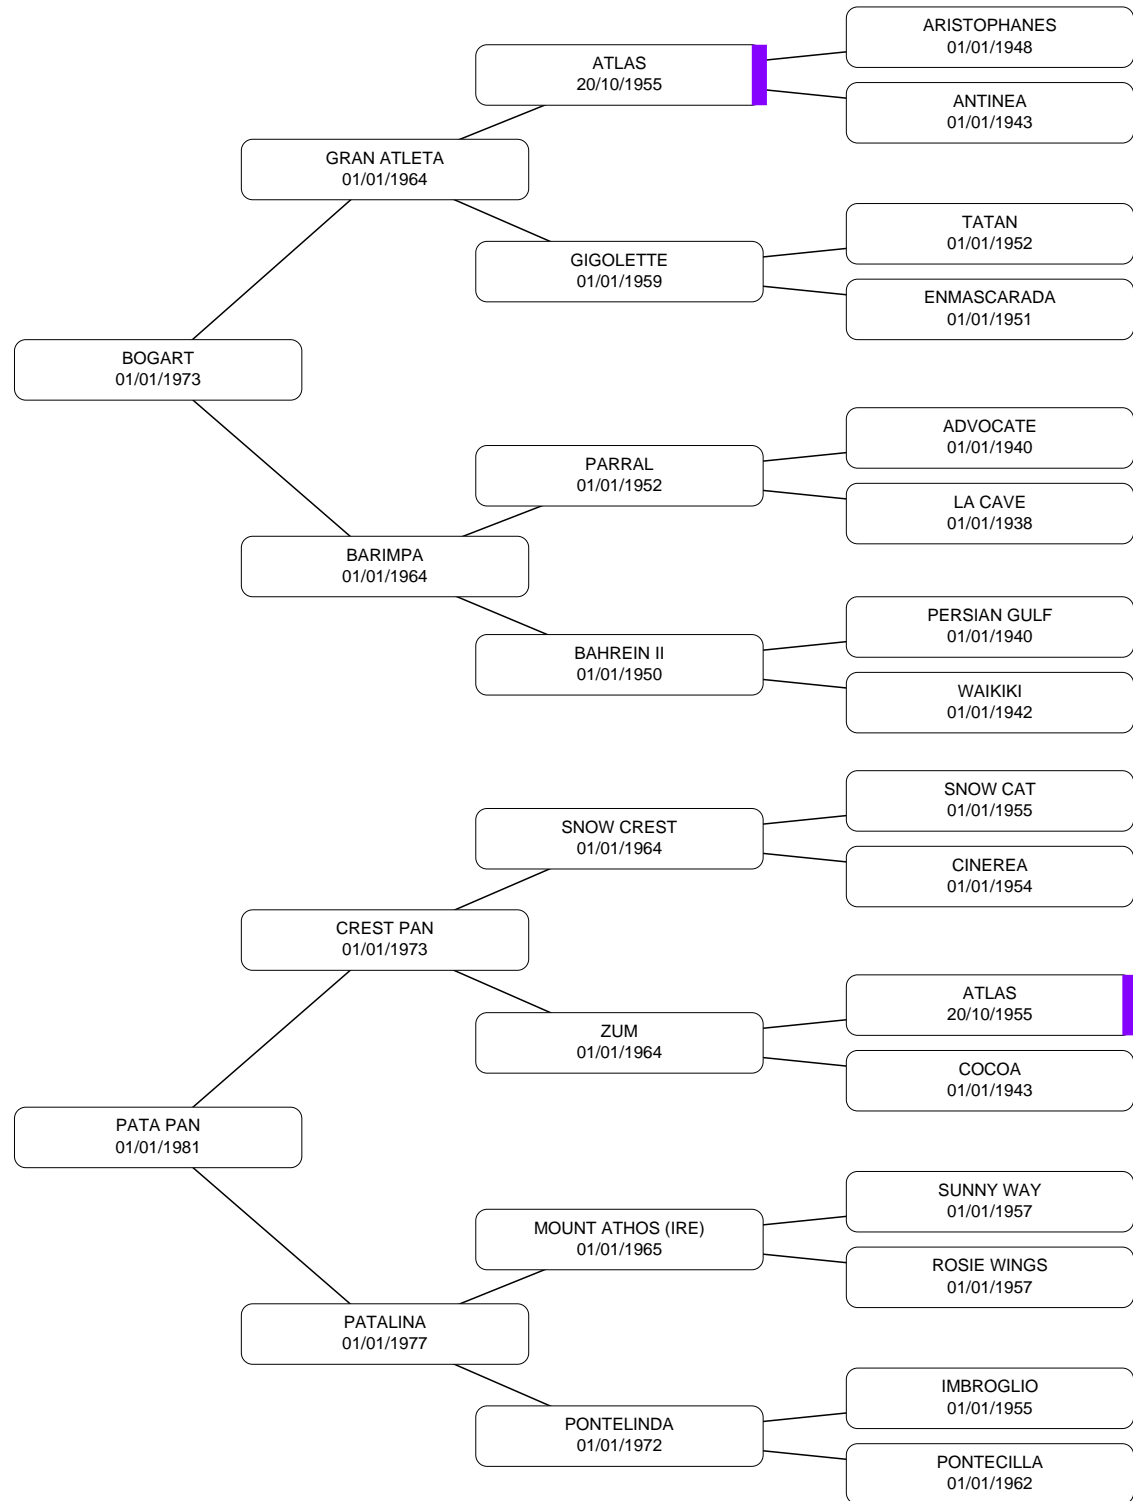 ARISTOPHANES
01/01/1948
ATLAS
20/10/1955
ANTINEA
01/01/1943
GRAN ATLETA
01/01/1964
TATAN
01/01/1952
GIGOLETTE
01/01/1959
ENMASCARADA
01/01/1951
BOGART
01/01/1973
ADVOCATE
01/01/1940
PARRAL
01/01/1952
LA CAVE
01/01/1938
BARIMPA
01/01/1964
PERSIAN GULF
01/01/1940
BAHREIN II
01/01/1950
WAIKIKI
01/01/1942
SNOW CAT
01/01/1955
SNOW CREST
01/01/1964
CINEREA
01/01/1954
CREST PAN
01/01/1973
ATLAS
20/10/1955
ZUM
01/01/1964
COCOA
01/01/1943
PATA PAN
01/01/1981
SUNNY WAY
01/01/1957
MOUNT ATHOS (IRE)
01/01/1965
ROSIE WINGS
01/01/1957
PATALINA
01/01/1977
IMBROGLIO
01/01/1955
PONTELINDA
01/01/1972
PONTECILLA
01/01/1962